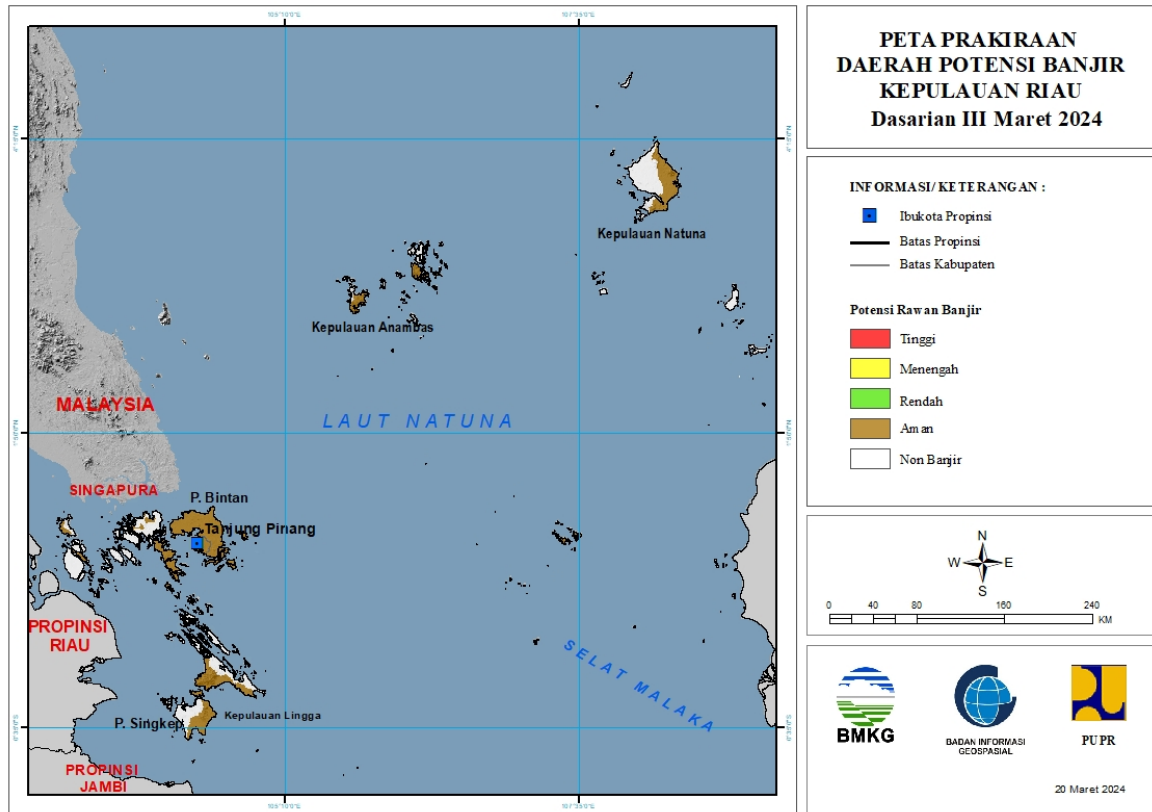 PETA PRAKIRAAN
DAERAH POTENSI BANJIR
KEPULAUAN RIAU
Dasarian III Maret 2024
INFORMASI/ KETERANGAN :
Ibukota Propinsi
Batas Propinsi
Batas Kabupaten
Potensi Rawan Banjir
Tinggi
Menengah
Rendah
Aman
Non Banjir
N
W E
S
0 20 40 80 160 240
KM
BMKG
BADAN INFORMASI
GEOSPASIAL
PUPR
20 Maret 2024
Kepulauan Natuna
Kepulauan Anambas
MALAYSIA
LAUT NATUNA
SINGAPURA
P. Bintan
Tanjung Pinang
PROPINSI
RIAU
SELAT MALAKA
P. Singkep
Kepulauan Lingga
PROPINSI
JAMBI